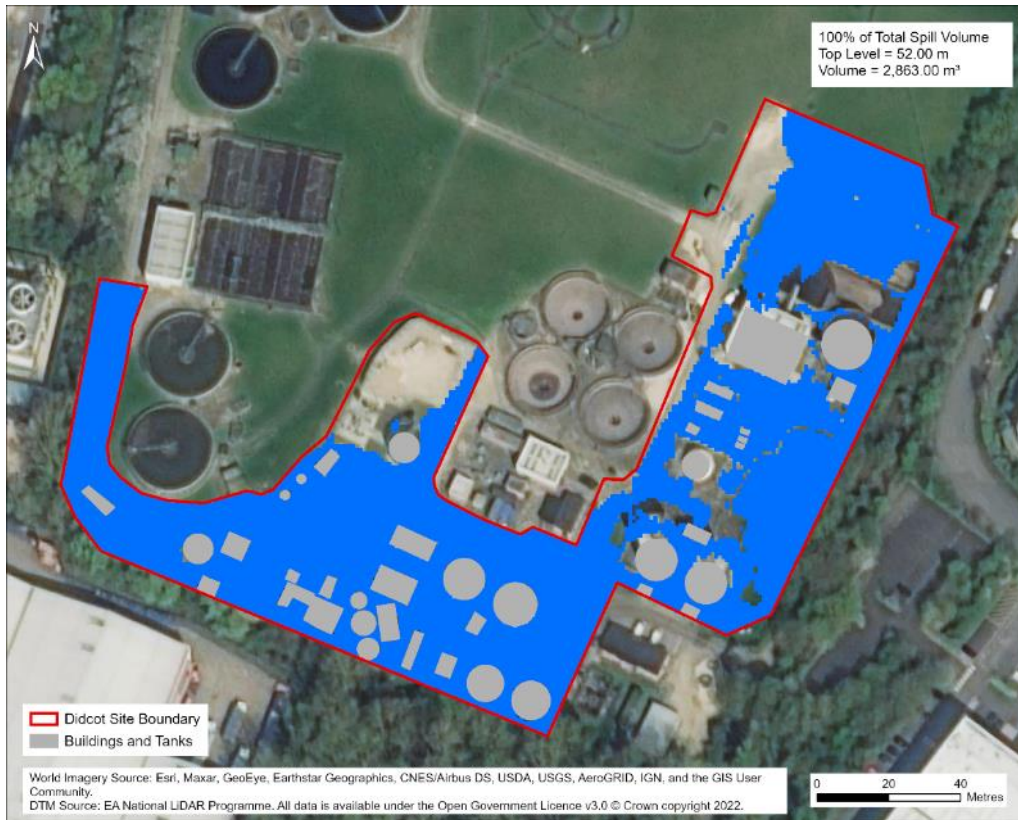 N
100% of Total Spill Volume
Top Level = 52.00 m
Volume = 2,863.00 m³
Didcot Site Boundary
Buildings and Tanks
World Imagery Source: Esri, Maxar, GeoEye, Earthstar Geographics, CNES/Airbus DS, USDA, USGS, AeroGRID, IGN, and the GIS User
Community.
DTM Source: EA National LiDAR Programme. All data is available under the Open Government Licence v3.0 © Crown copyright 2022.
0 20 40
Metres